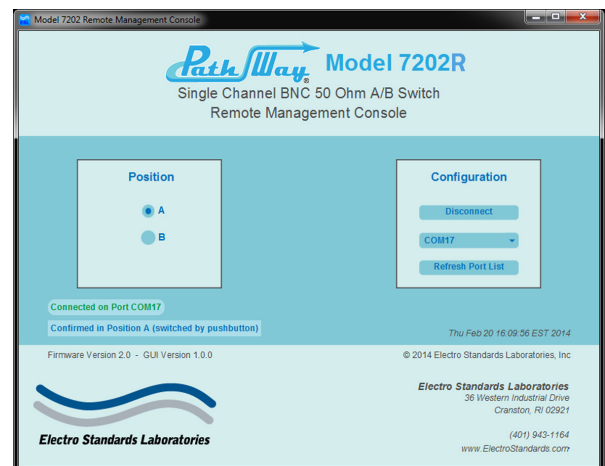 Model 7202 Remote Management Console
PathWay® Model 7202R
Single Channel BNC 50 Ohm A/B Switch
Remote Management Console
Position
A
B
Configuration
Disconnect
COM17
Refresh Port List
Connected on Port COM17
Confirmed in Position A (switched by pushbutton)
Thu Feb 20 16:09:56 EST 2014
Firmware Version 2.0 - GUI Version 1.0.0
© 2014 Electro Standards Laboratories, Inc
Electro Standards Laboratories
Electro Standards Laboratories
36 Western Industrial Drive
Cranston, RI 02921
(401) 943-1164
www.ElectroStandards.com